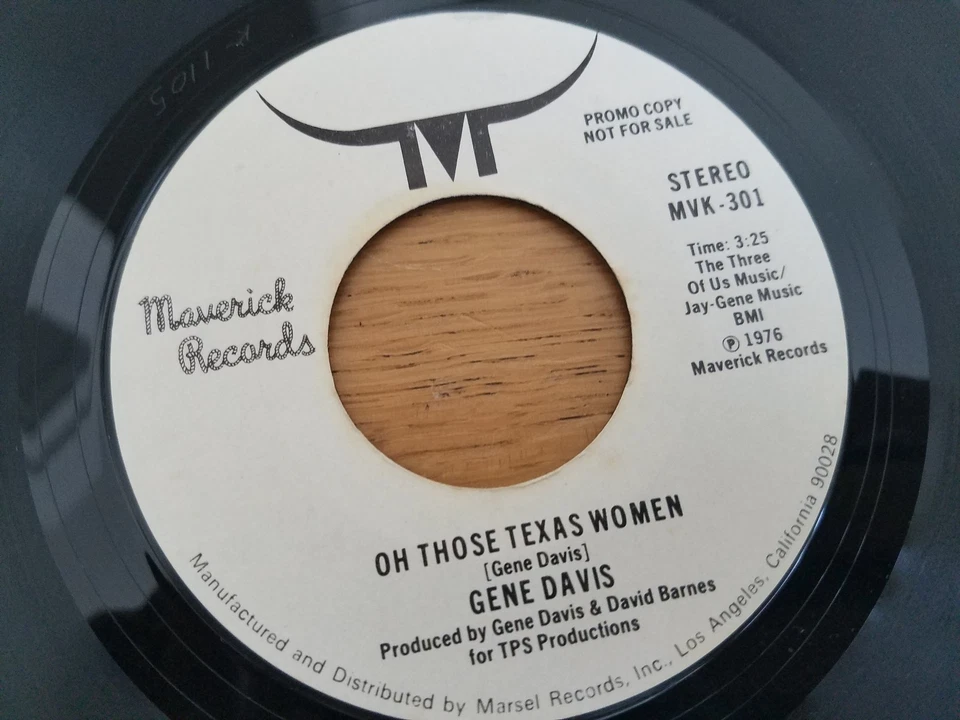 M
PROMO COPY
NOT FOR SALE
STEREO
MVK-301
Time: 3:25
The Three
Of Us Music/
Jay-Gene Music
BMI
Ⓟ 1976
Maverick Records
Maverick
Records
OH THOSE TEXAS WOMEN
[Gene Davis]
GENE DAVIS
Produced by Gene Davis & David Barnes
for TPS Productions
Manufactured and Distributed by Marsel Records, Inc., Los Angeles, California 90028